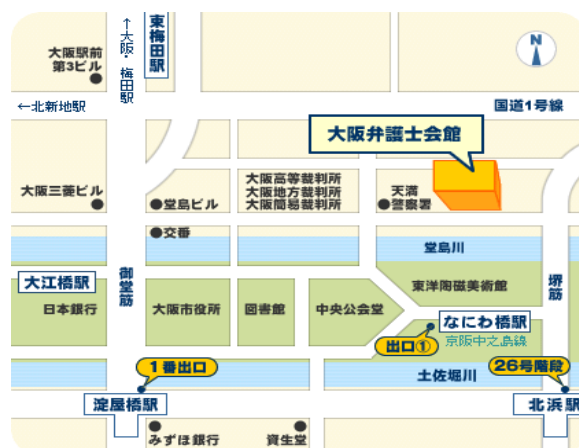 東梅田駅
←大阪・梅田駅
大阪駅前
第3ビル
N
←北新地駅
国道1号線
大阪弁護士会館
大阪三菱ビル
堂島ビル
大阪高等裁判所
大阪地方裁判所
大阪簡易裁判所
天満
警察署
交番
堂島川
大江橋駅
御堂筋
東洋陶磁美術館
堺筋
日本銀行
大阪市役所
図書館
中央公会堂
なにわ橋駅
京阪中之島線
出口①
1番出口
土佐堀川
26号階段
淀屋橋駅
北浜駅
みずほ銀行
資生堂